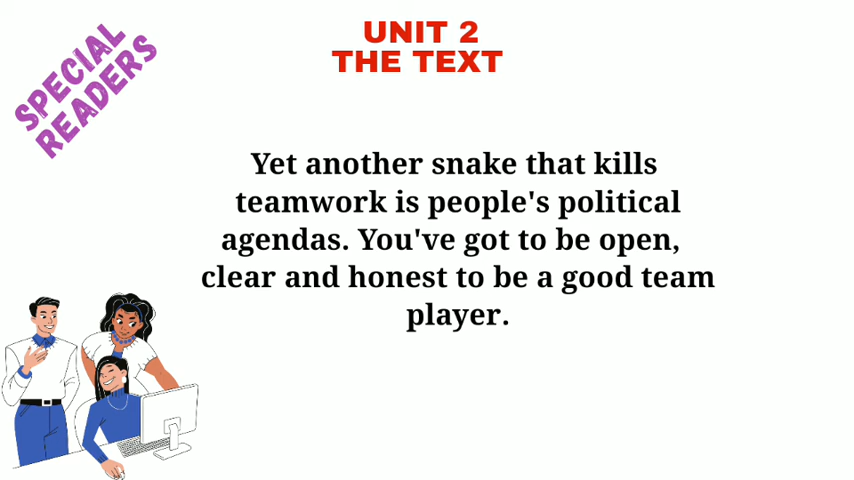 SPECIAL
READERS
UNIT 2
THE TEXT
Yet another snake that kills
teamwork is people's political
agendas. You've got to be open,
clear and honest to be a good team
player.